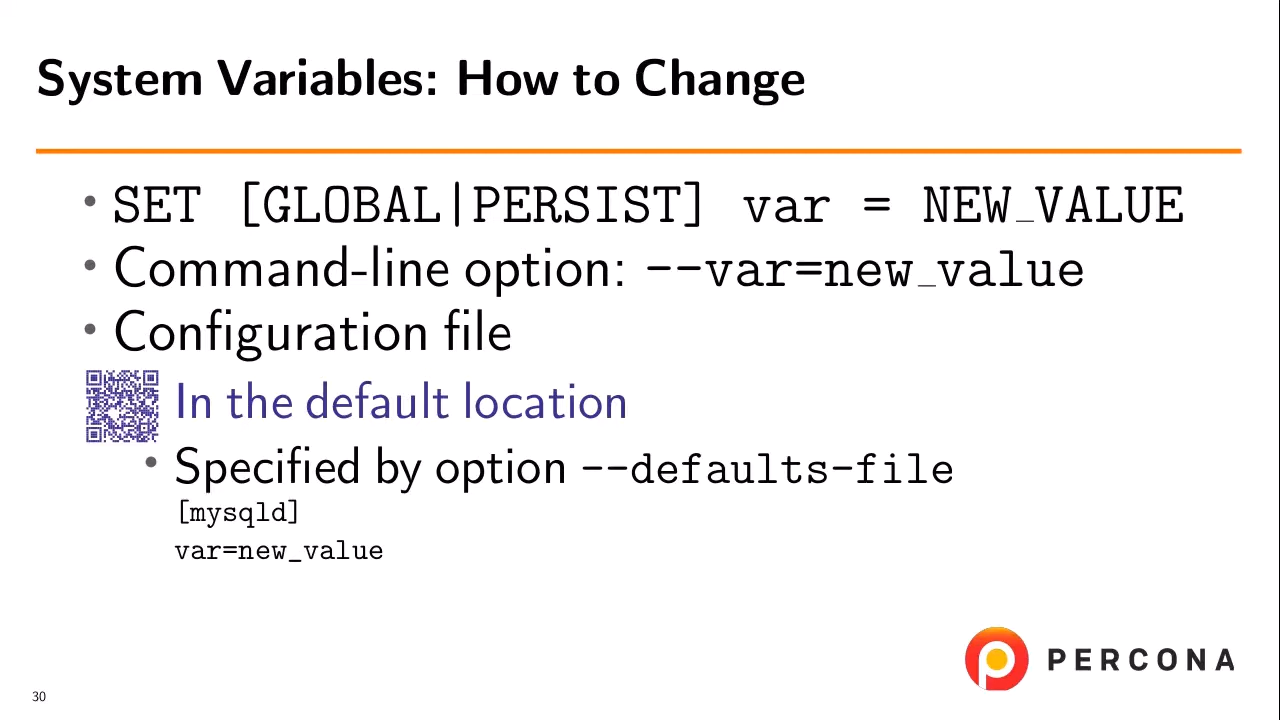 System Variables: How to Change
• SET [GLOBAL|PERSIST] var = NEW_VALUE
• Command-line option: --var=new_value
• Configuration file
In the default location
• Specified by option --defaults-file
[mysqld]
var=new_value
PERCONA
30